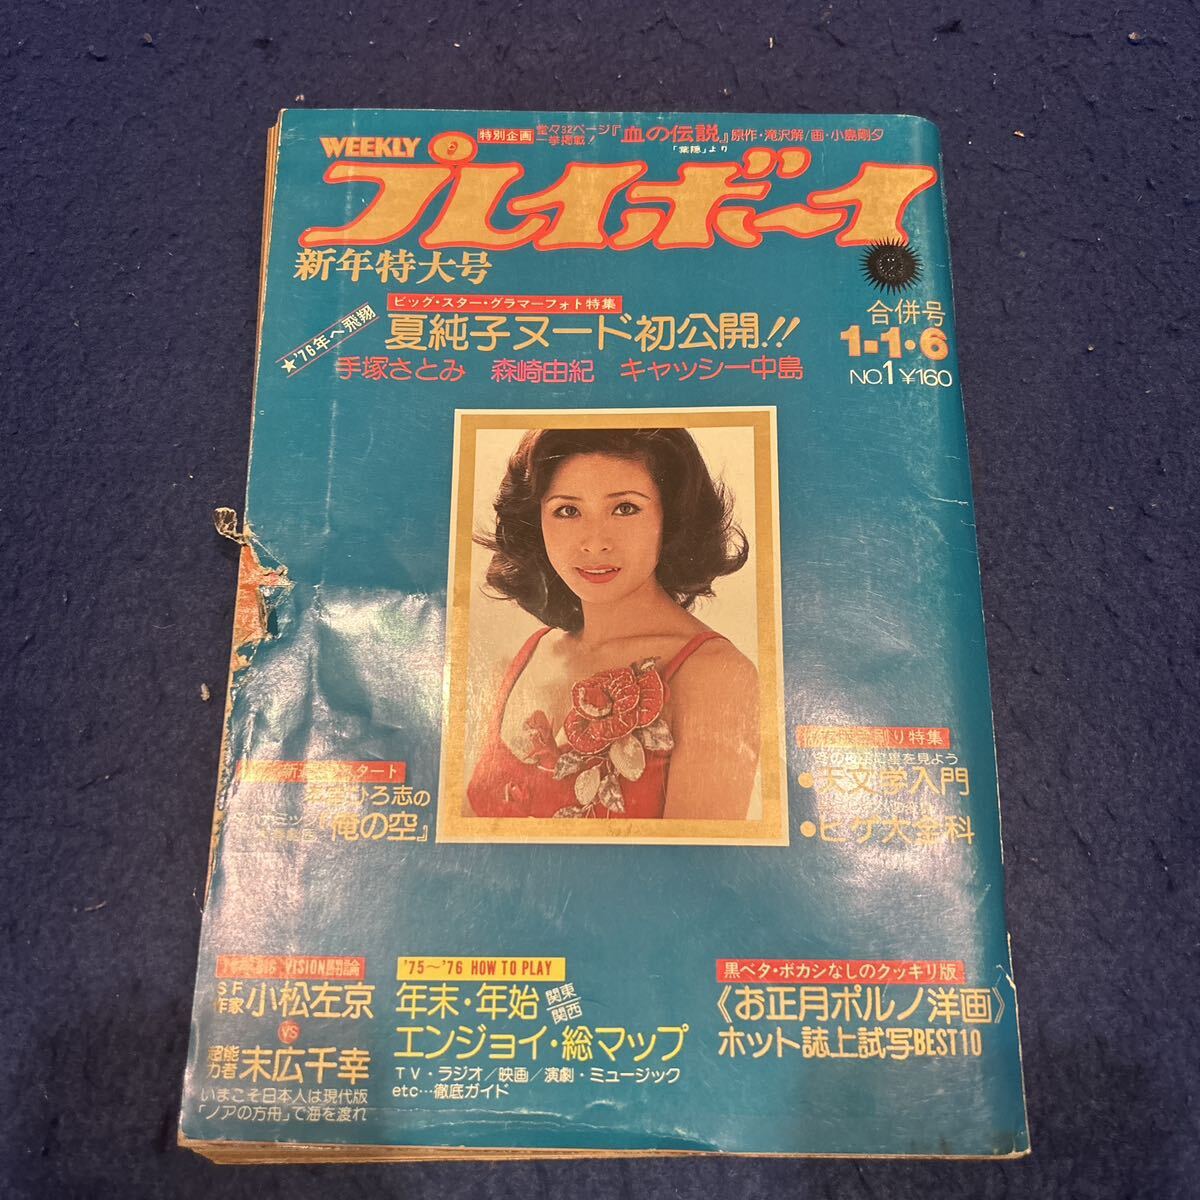 特別企画 堂々32ページ一挙掲載！『血の伝説』原作・滝沢解/画・小島剛夕
「葉隠」より
WEEKLY
プレイボーイ
新年特大号
合併号
1・1・6
NO.1 ¥160
★'76年へ飛翔
ビッグ・スター・グラマーフォト特集
夏純子ヌード初公開!!
手塚さとみ 森崎由紀 キャッシー中島
スタート
ひろ志の
『俺の空』
特集
星を見よう
●天文学入門
●ヒゲ大全科
VISION
SF作家 小松左京
VS
超能力者 末広千幸
いまこそ日本人は現代版
「ノアの方舟」で海を渡れ
'75〜'76 HOW TO PLAY
年末・年始 関東 関西
エンジョイ・総マップ
TV・ラジオ/映画/演劇・ミュージック
etc…徹底ガイド
黒ベタ・ボカシなしのクッキリ版
《お正月ポルノ洋画》
ホット誌上試写BEST10